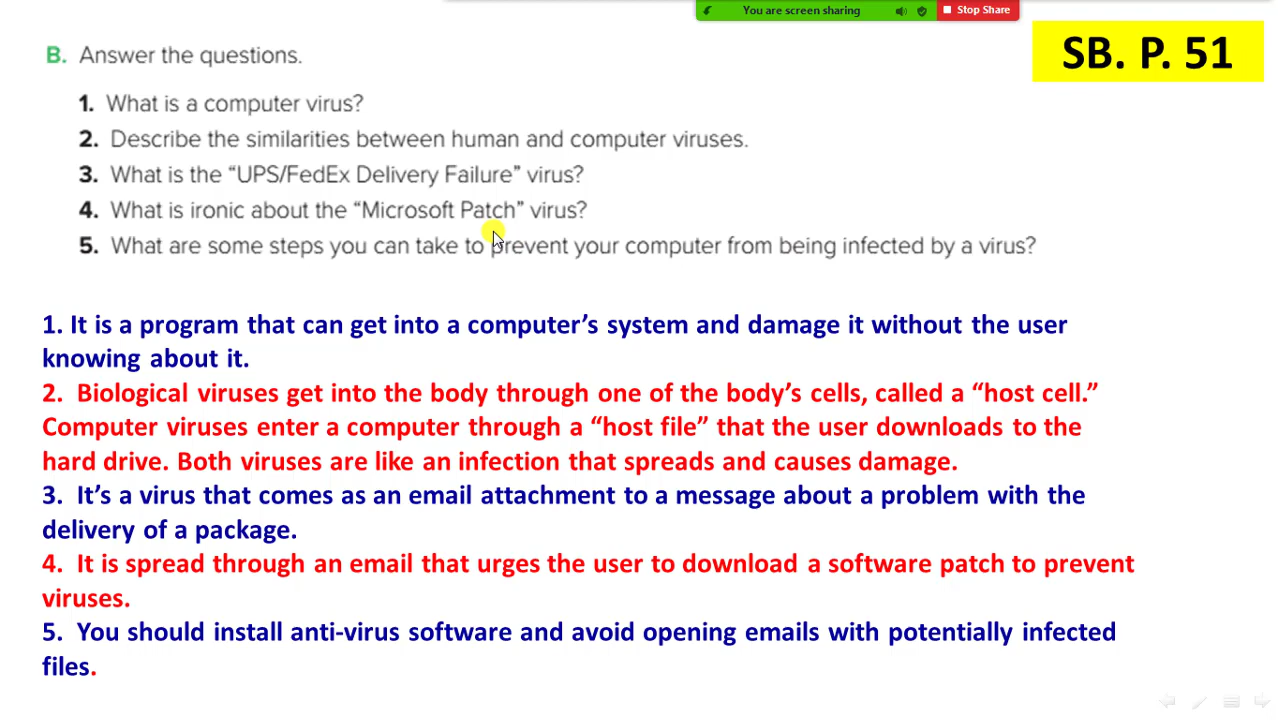 You are screen sharing
Stop Share
SB. P. 51
B. Answer the questions.
1. What is a computer virus?
2. Describe the similarities between human and computer viruses.
3. What is the “UPS/FedEx Delivery Failure” virus?
4. What is ironic about the “Microsoft Patch” virus?
5. What are some steps you can take to prevent your computer from being infected by a virus?
1. It is a program that can get into a computer’s system and damage it without the user
knowing about it.
2. Biological viruses get into the body through one of the body’s cells, called a “host cell.”
Computer viruses enter a computer through a “host file” that the user downloads to the
hard drive. Both viruses are like an infection that spreads and causes damage.
3. It’s a virus that comes as an email attachment to a message about a problem with the
delivery of a package.
4. It is spread through an email that urges the user to download a software patch to prevent
viruses.
5. You should install anti-virus software and avoid opening emails with potentially infected
files.